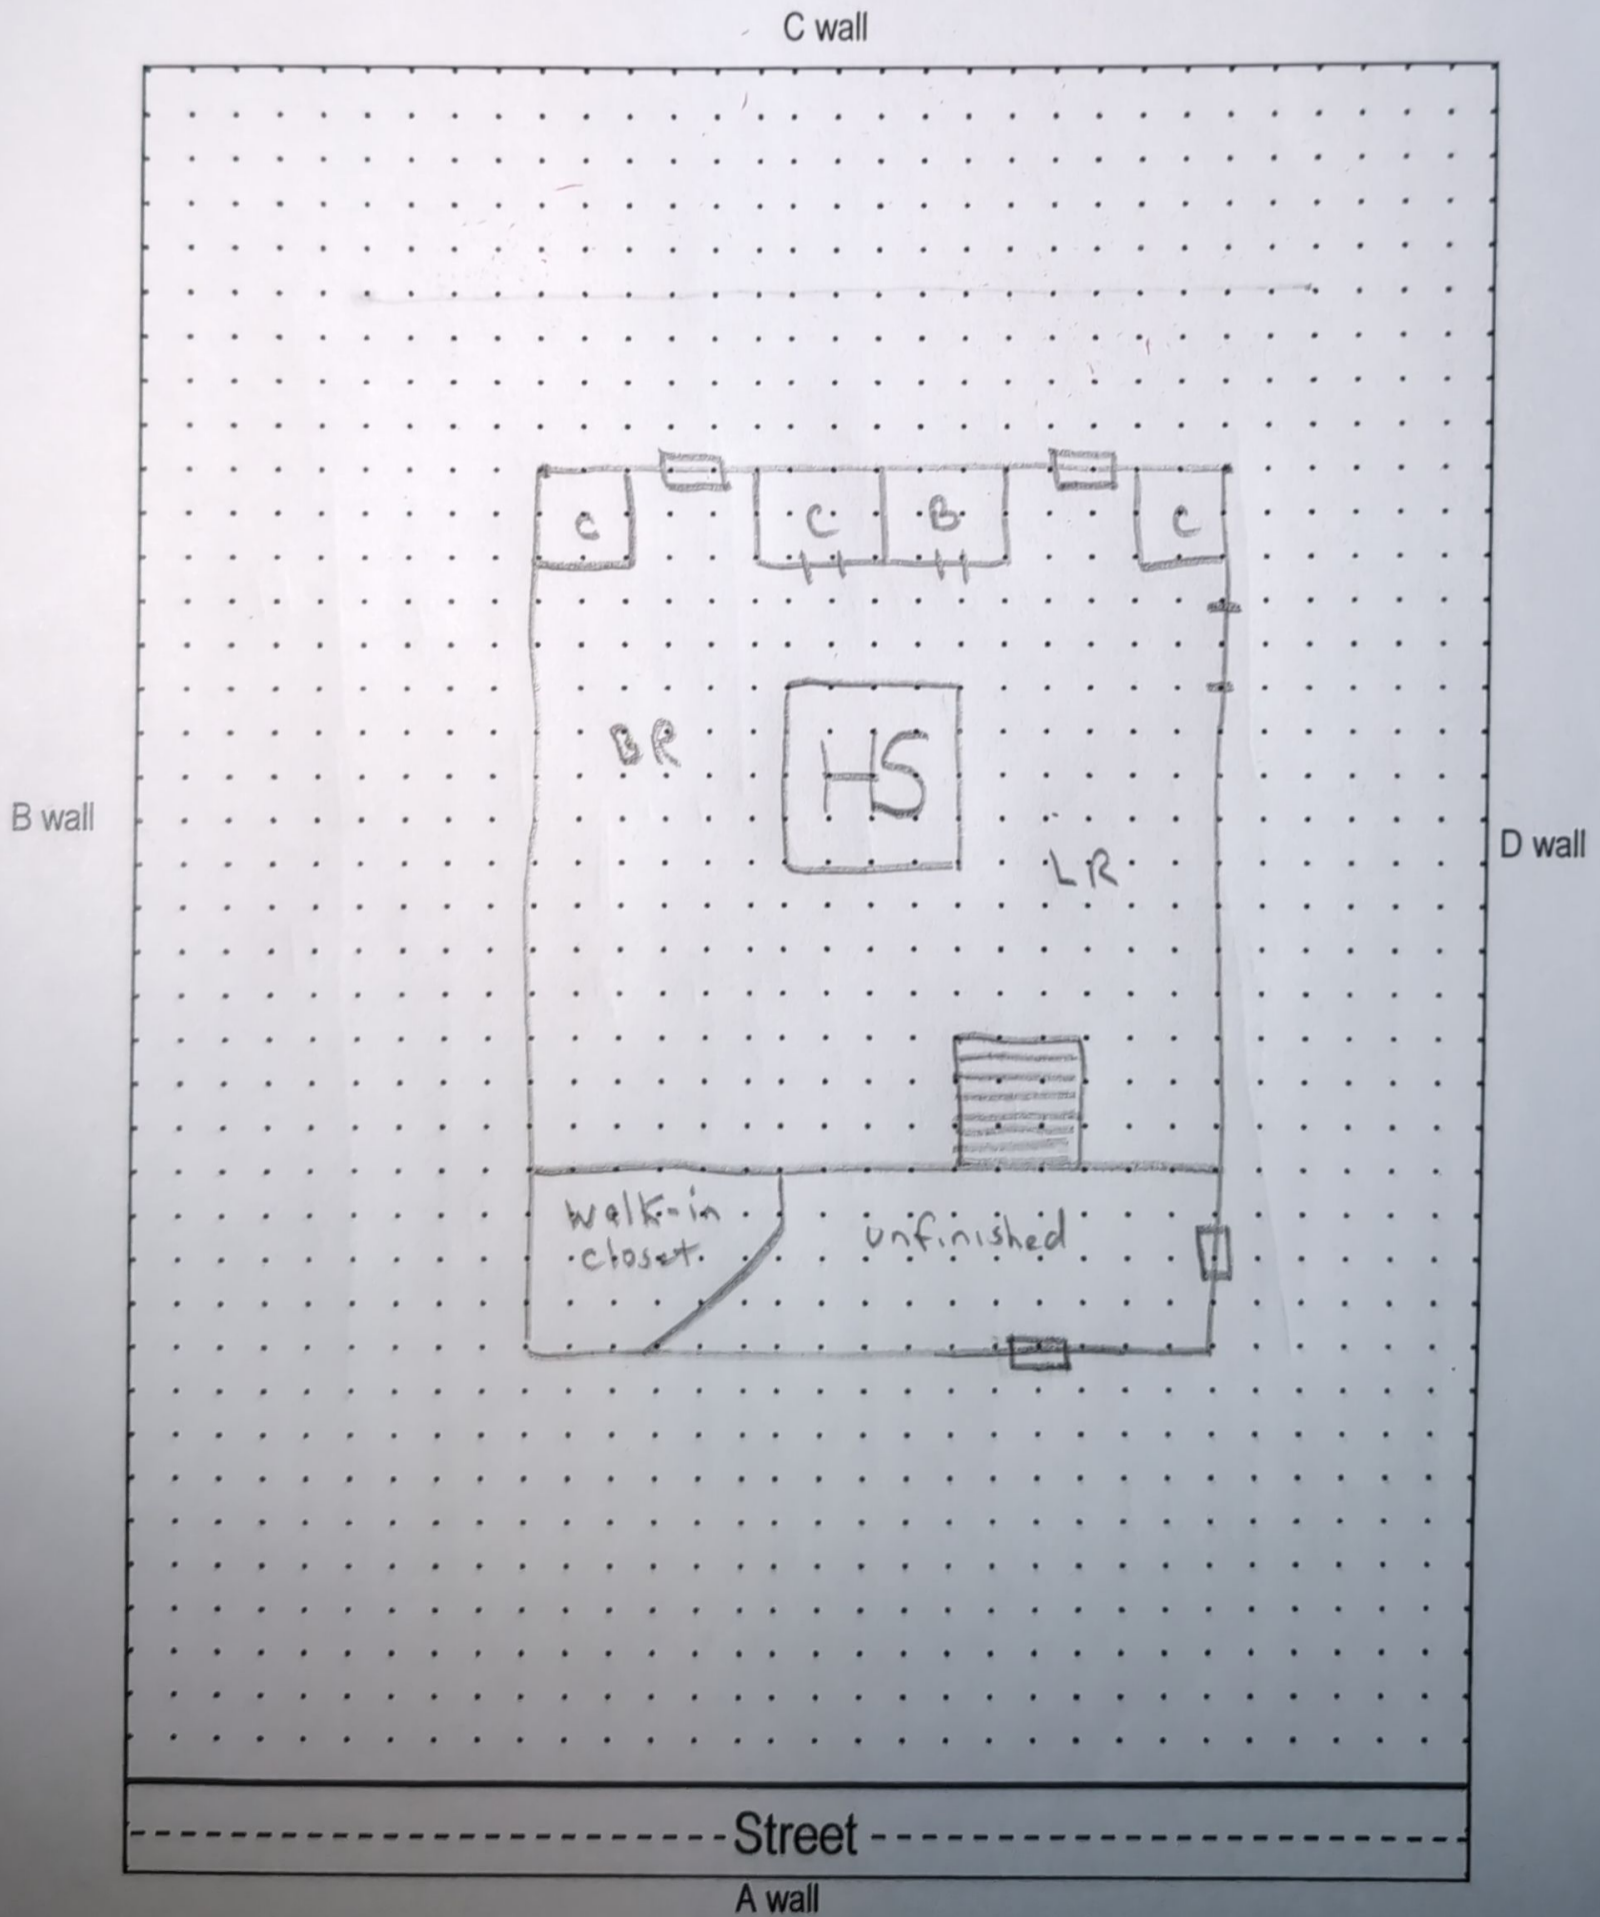 C wall
C
C
B
C
BR
HS
B wall
D wall
LR
walk-in
closet
unfinished
Street
A wall